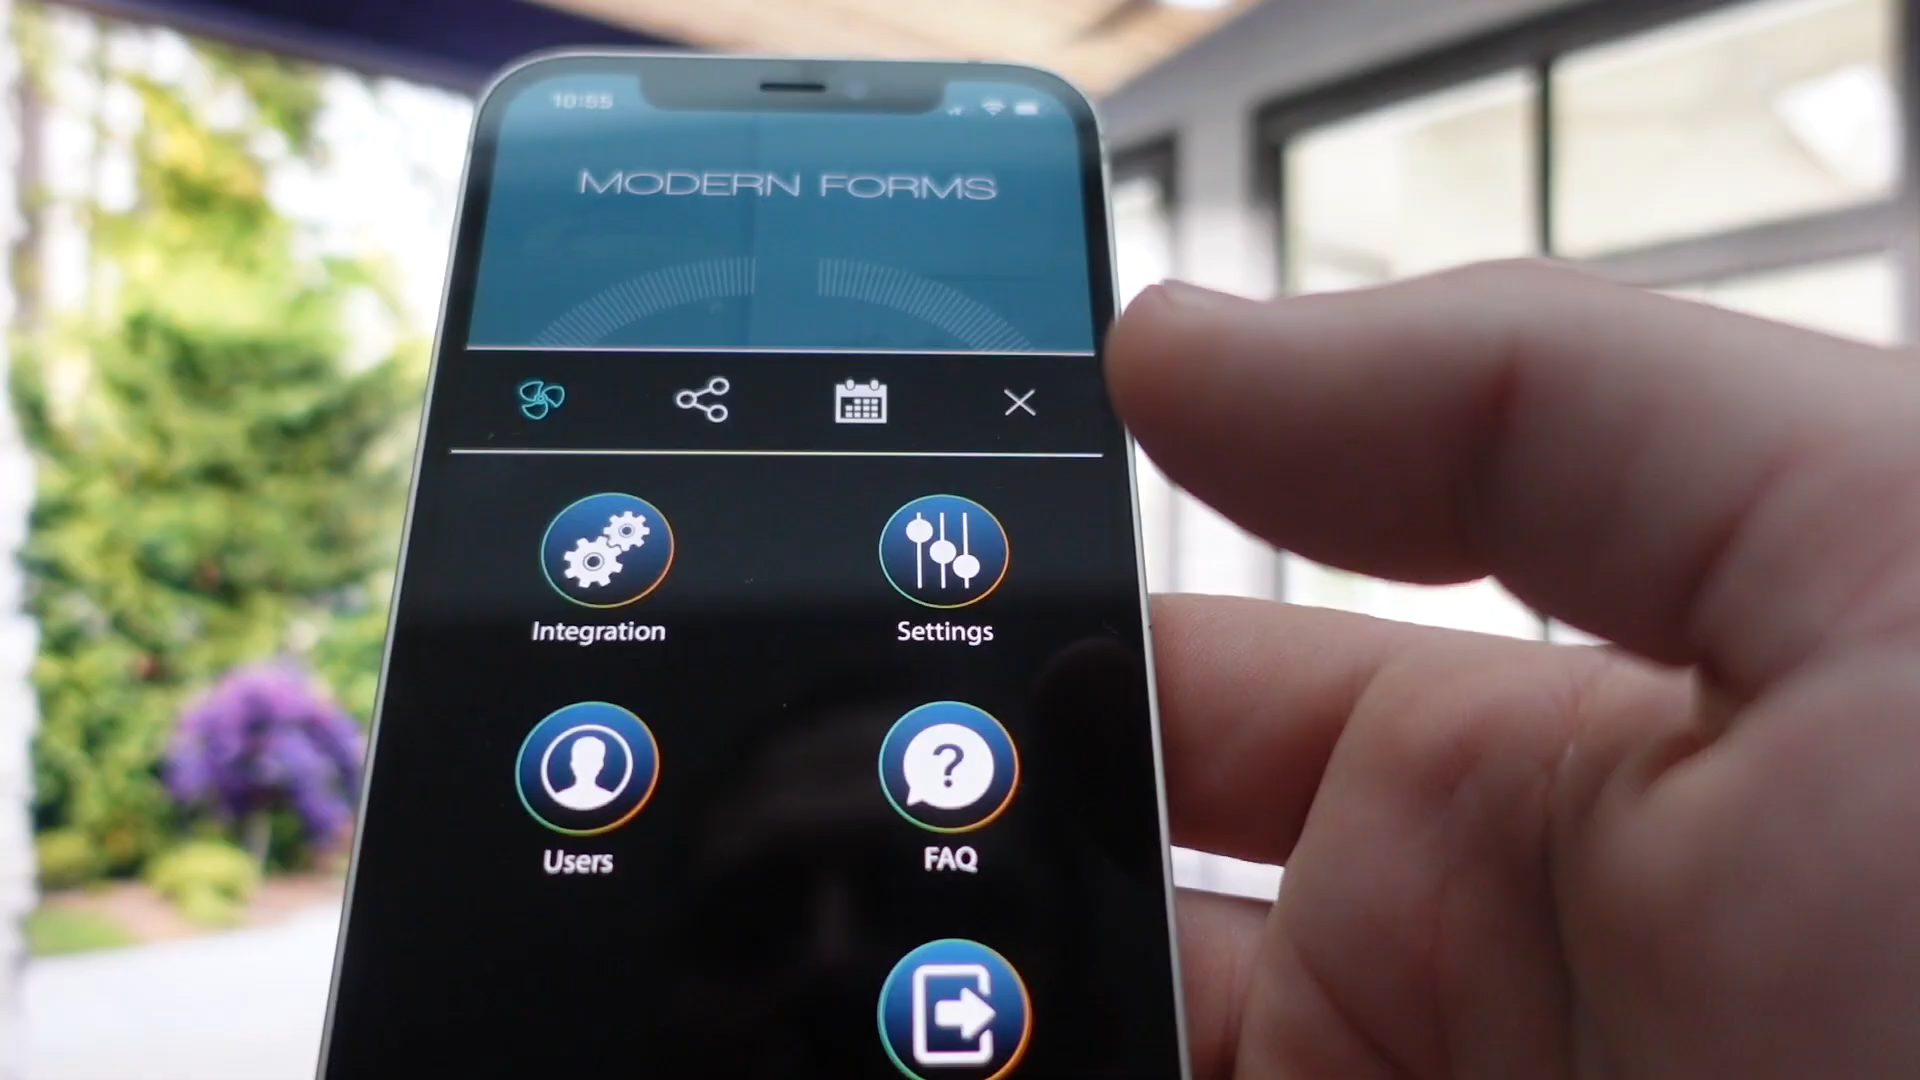 10:55
MODERN FORMS
Integration
Settings
Users
FAQ
?